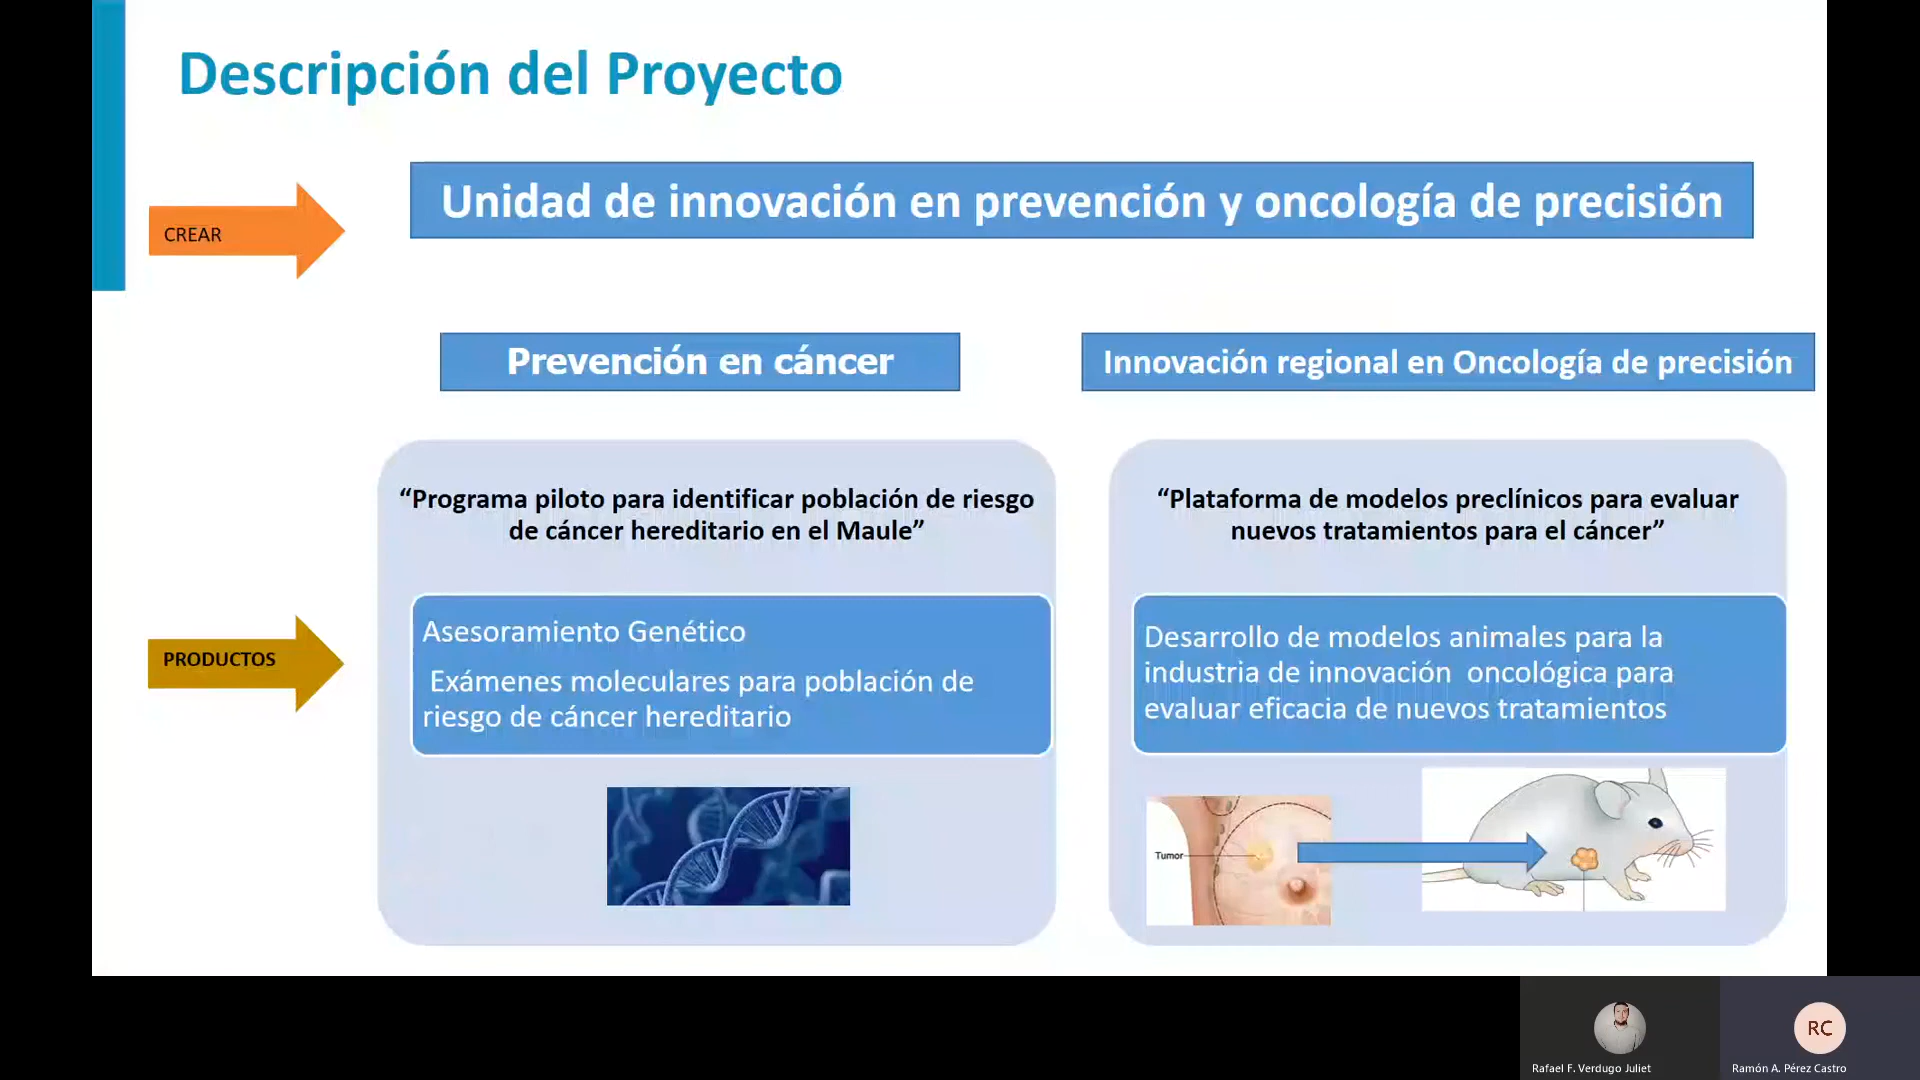 Descripción del Proyecto
CREAR
Unidad de innovación en prevención y oncología de precisión
Prevención en cáncer
Innovación regional en Oncología de precisión
“Programa piloto para identificar población de riesgo
de cáncer hereditario en el Maule”
“Plataforma de modelos preclínicos para evaluar
nuevos tratamientos para el cáncer”
PRODUCTOS
Asesoramiento Genético
Exámenes moleculares para población de
riesgo de cáncer hereditario
Desarrollo de modelos animales para la
industria de innovación oncológica para
evaluar eficacia de nuevos tratamientos
Tumor
RC
Rafael F. Verdugo Juliet
Ramón A. Pérez Castro